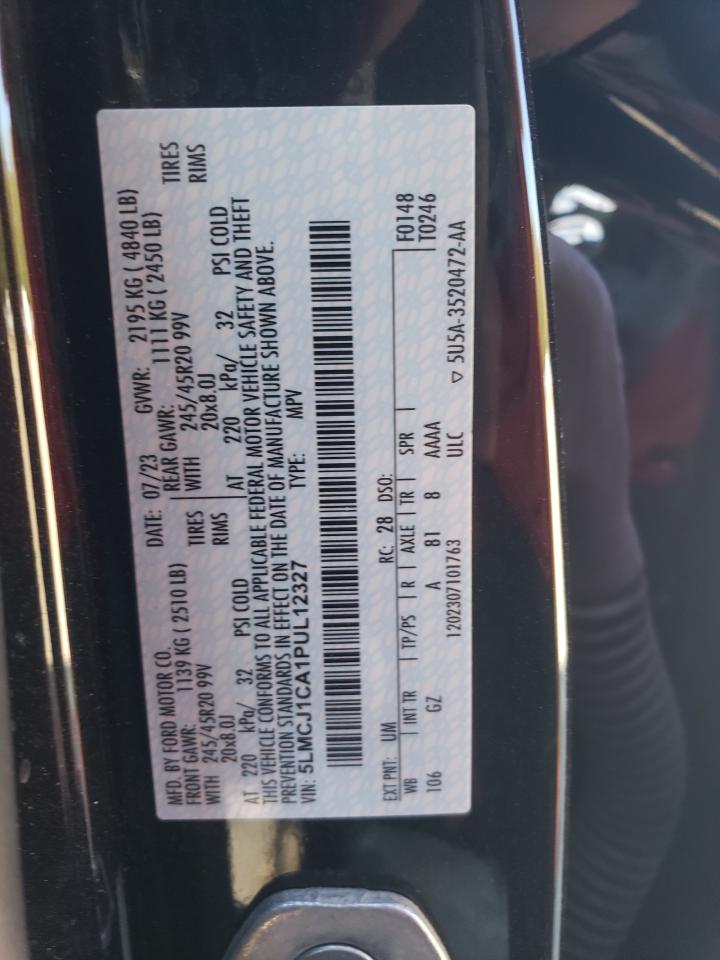 MFD. BY FORD MOTOR CO.
DATE: 07/23 GVWR: 2195 KG ( 4840 LB)
FRONT GAWR: 1139 KG ( 2510 LB) REAR GAWR: 1111 KG ( 2450 LB)
WITH 245/45R20 99V TIRES WITH 245/45R20 99V TIRES
20x8.0J RIMS 20x8.0J RIMS
AT 220 kPa/ 32 PSI COLD AT 220 kPa/ 32 PSI COLD
THIS VEHICLE CONFORMS TO ALL APPLICABLE FEDERAL MOTOR VEHICLE SAFETY AND THEFT
PREVENTION STANDARDS IN EFFECT ON THE DATE OF MANUFACTURE SHOWN ABOVE.
VIN: 5LMCJ1CA1PUL12327 TYPE: MPV
EXT PNT: UM RC: 28 DSO: F0148
WB INT TR TP/PS R AXLE TR SPR T0246
106 GZ A 81 8 AAAA
1202307101763 ULC ▽ 5U5A-3520472-AA